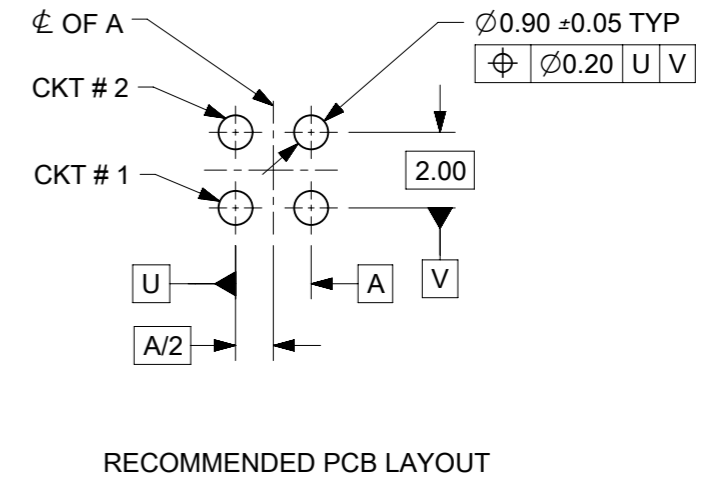 ℄ OF A
∅0.90 ±0.05 TYP
⌖ ∅0.20 U V
CKT # 2
2.00
CKT # 1
U
A
V
A/2
RECOMMENDED PCB LAYOUT